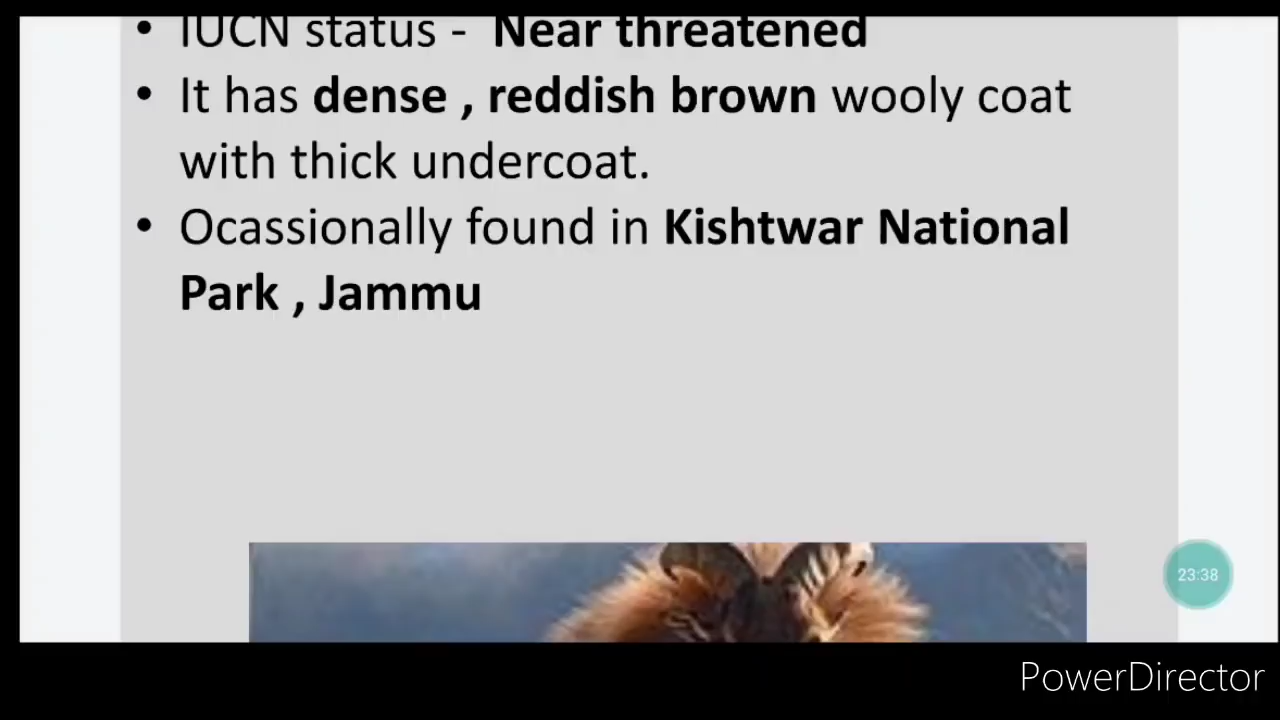 • IUCN status - Near threatened
• It has dense , reddish brown wooly coat
with thick undercoat.
• Ocassionally found in Kishtwar National
Park , Jammu
23:38
PowerDirector